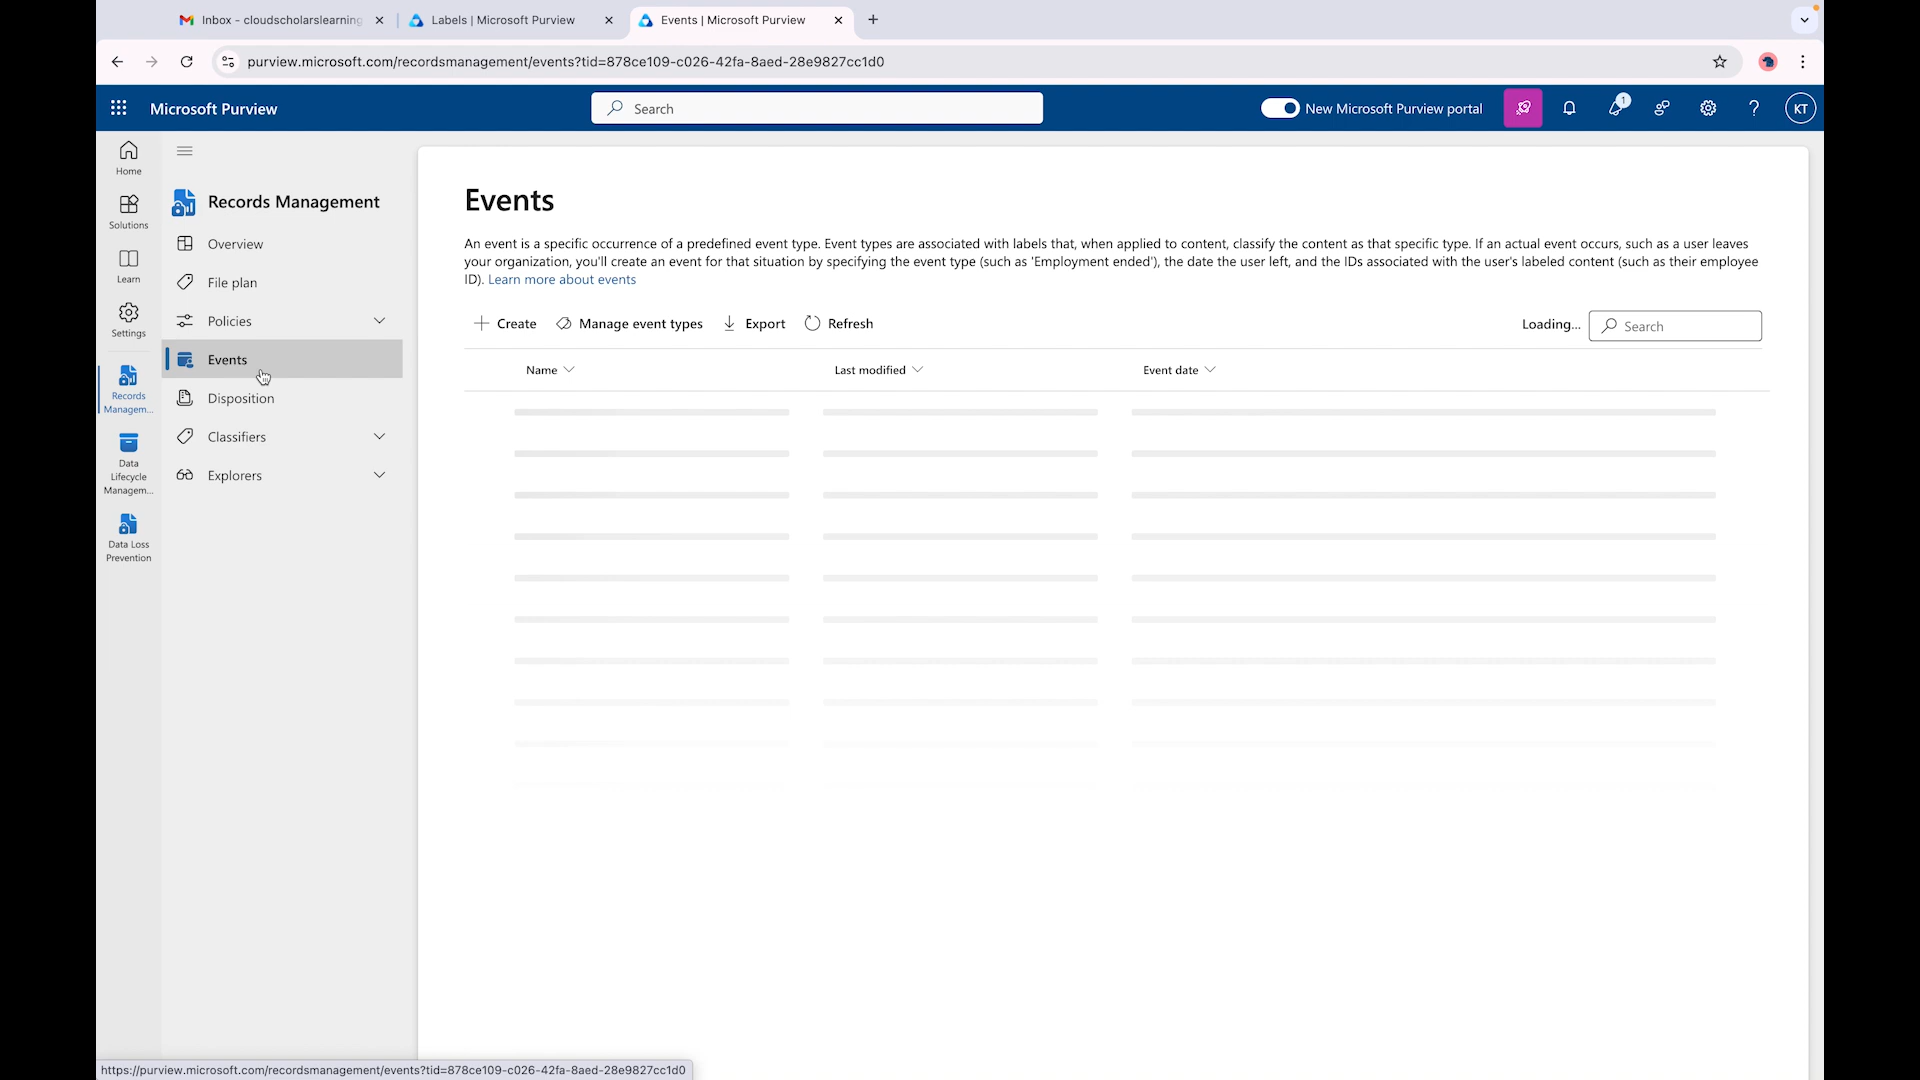 Inbox - cloudscholarslearning
Labels | Microsoft Purview
Events | Microsoft Purview
purview.microsoft.com/recordsmanagement/events?tid=878ce109-c026-42fa-8aed-28e9827cc1d0
Microsoft Purview
Search
New Microsoft Purview portal
1
?
KT
Home
Solutions
Learn
Settings
Records
Managem...
Data
Lifecycle
Managem...
Data Loss
Prevention
Records Management
Overview
File plan
Policies
Events
Disposition
Classifiers
Explorers
Events
An event is a specific occurrence of a predefined event type. Event types are associated with labels that, when applied to content, classify the content as that specific type. If an actual event occurs, such as a user leaves
your organization, you'll create an event for that situation by specifying the event type (such as 'Employment ended'), the date the user left, and the IDs associated with the user's labeled content (such as their employee
ID). Learn more about events
Create
Manage event types
Export
Refresh
Loading...
Search
Name
Last modified
Event date
https://purview.microsoft.com/recordsmanagement/events?tid=878ce109-c026-42fa-8aed-28e9827cc1d0